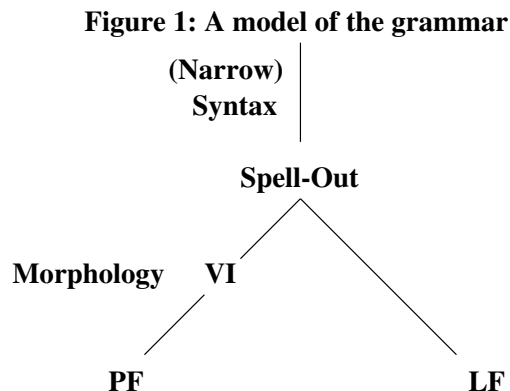 Figure 1: A model of the grammar
(Narrow)
Syntax
Spell-Out
Morphology VI
PF LF